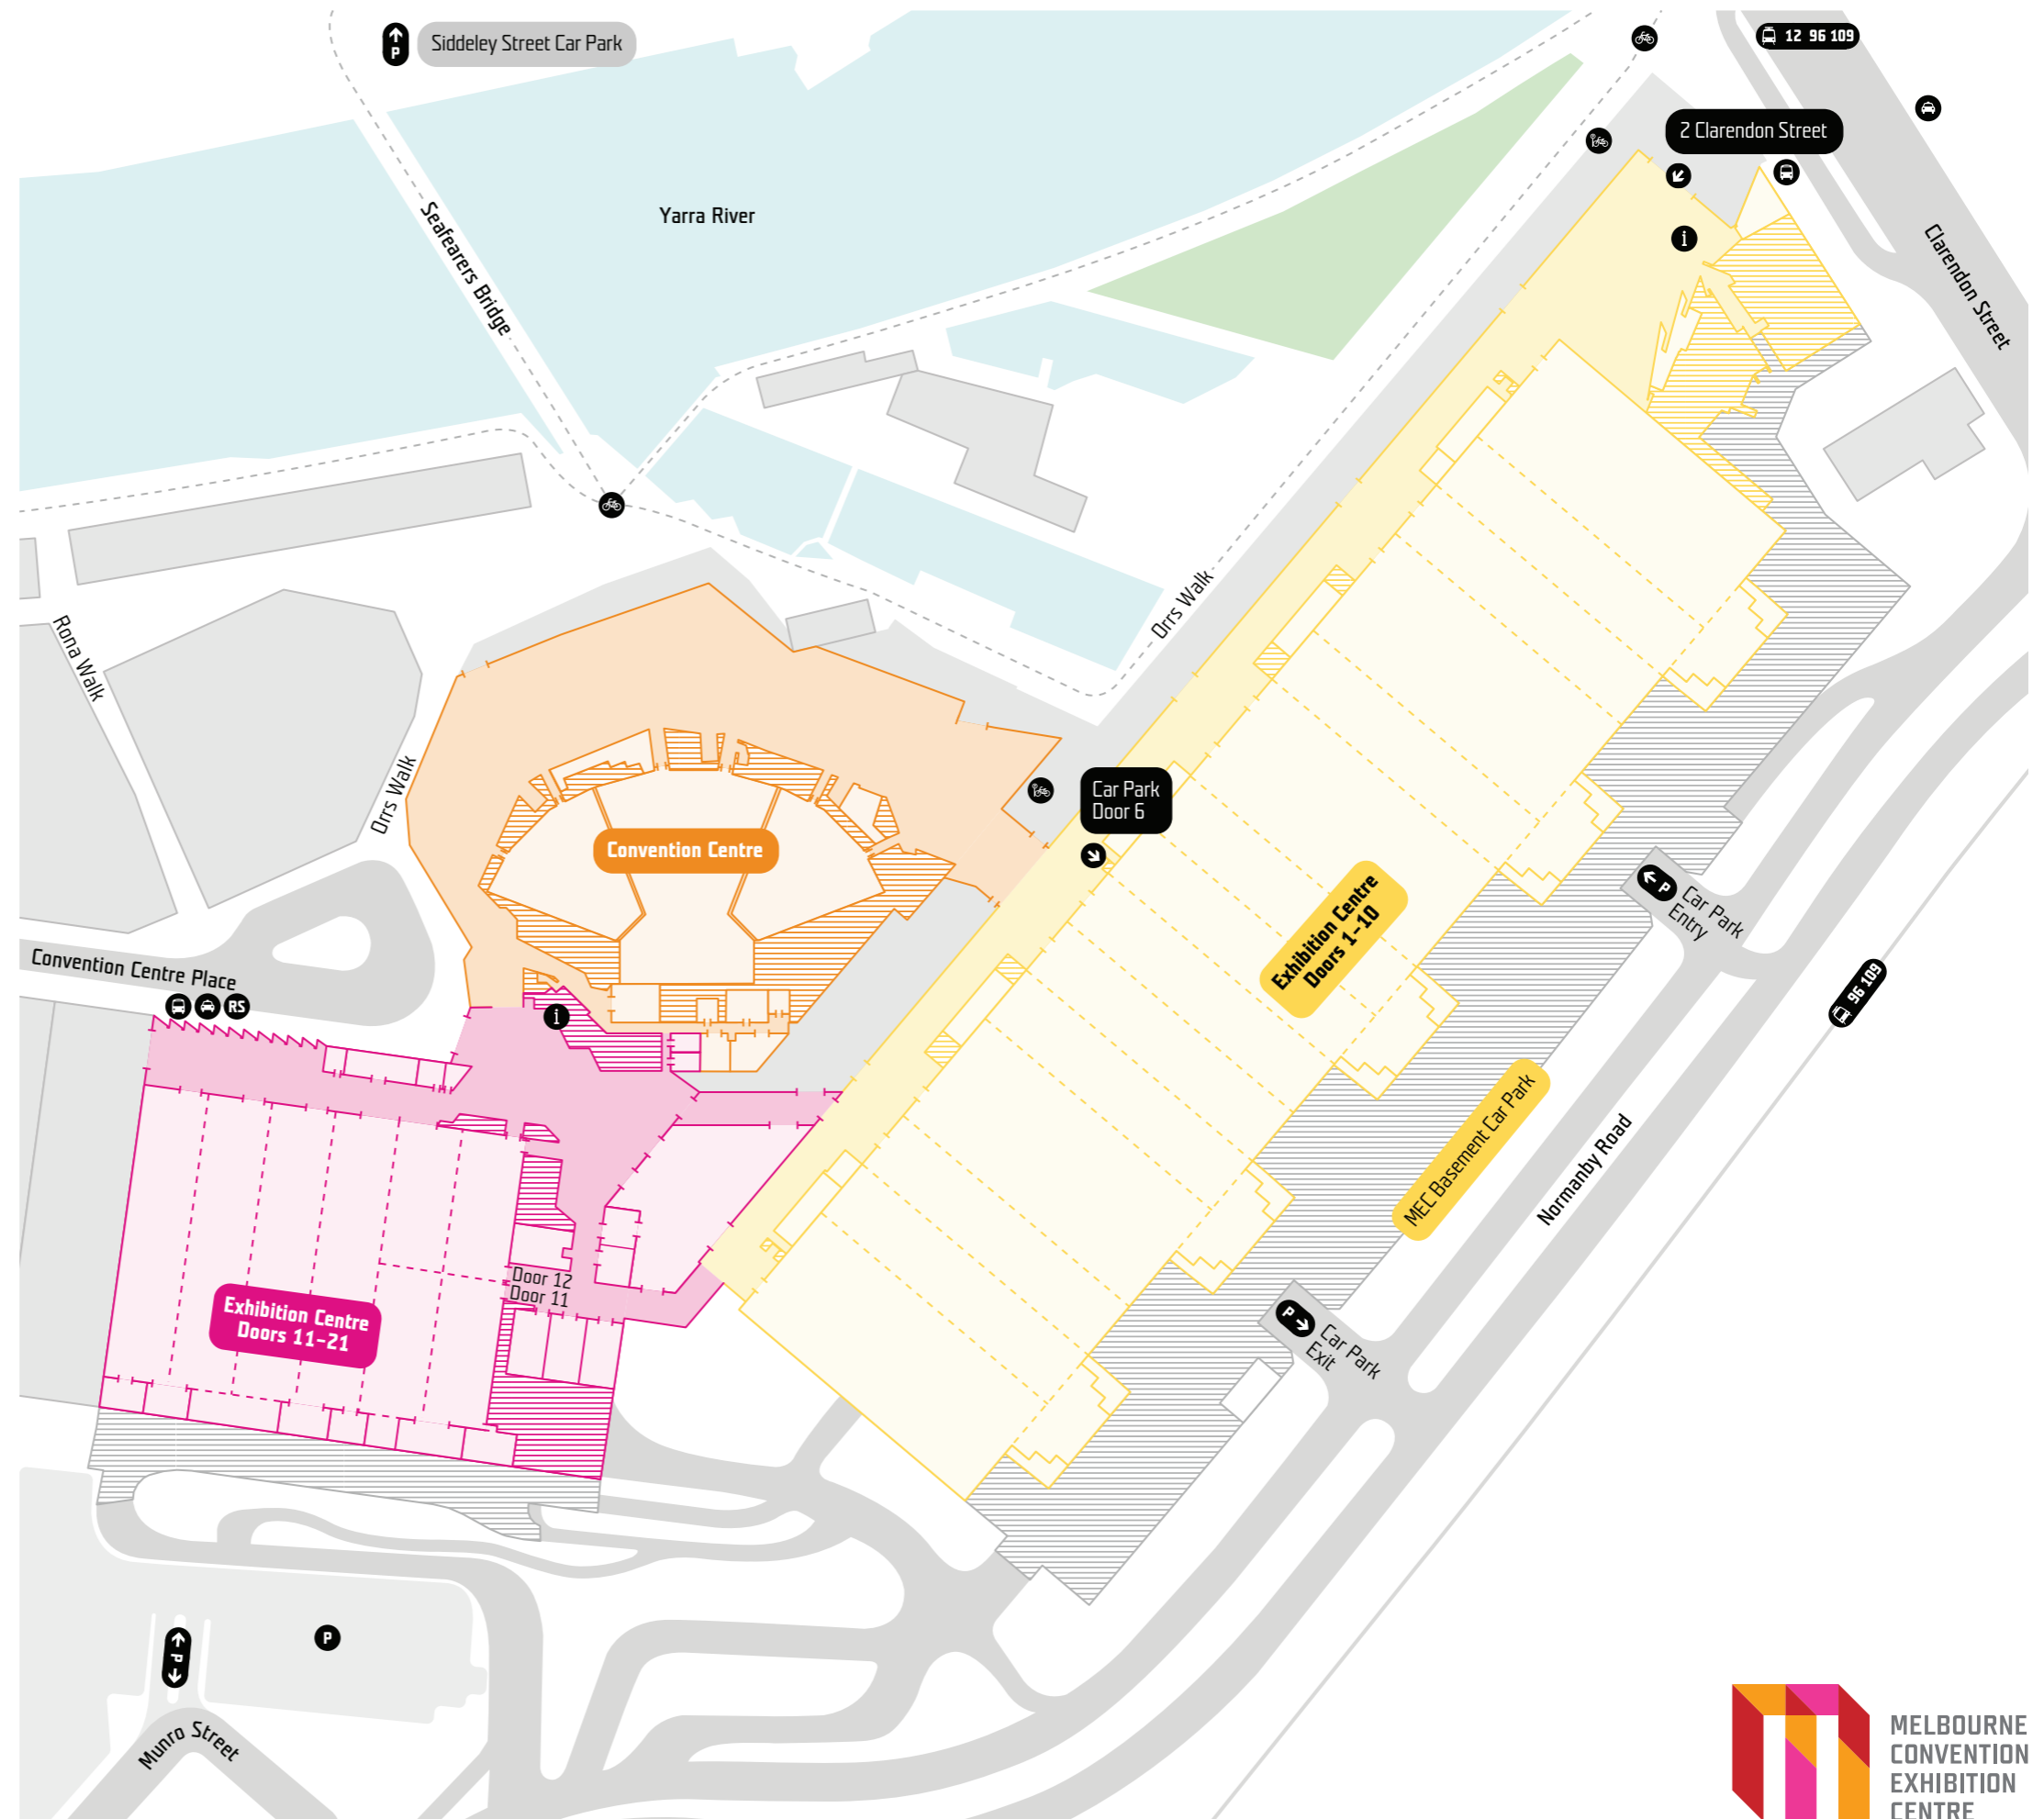 P
Siddeley Street Car Park
12 96 109
2 Clarendon Street
i
Yarra River
Seafearers Bridge
Clarendon Street
Orrs Walk
Rona Walk
Orrs Walk
Car Park
Door 6
Convention Centre
Exhibition Centre
Doors 1-10
P
Car Park
Entry
Convention Centre Place
RS
i
96 109
MEC Basement Car Park
Normanby Road
Door 12
Door 11
Exhibition Centre
Doors 11-21
P
Car Park
Exit
P
P
Munro Street
MELBOURNE
CONVENTION
EXHIBITION
CENTRE